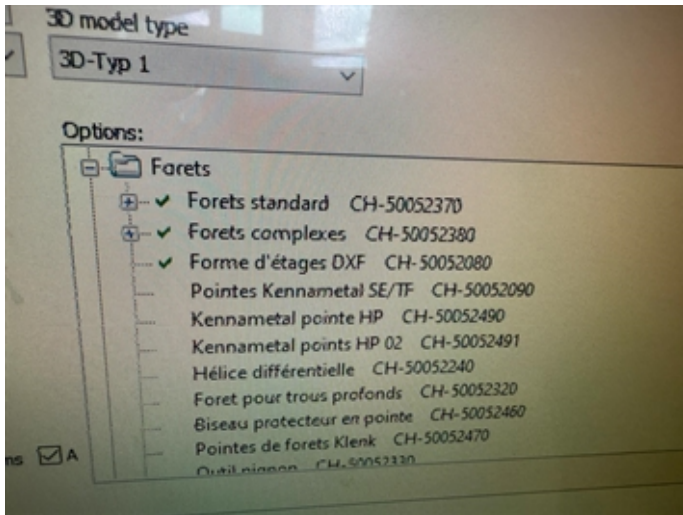 3D model type
3D-Typ 1
Options:
Forets
Forets standard CH-50052370
Forets complexes CH-50052380
Forme d'étages DXF CH-50052080
Pointes Kennametal SE/TF CH-50052090
Kennametal pointe HP CH-50052490
Kennametal points HP 02 CH-50052491
Hélice différentielle CH-50052240
Foret pour trous profonds CH-50052320
Biseau protecteur en pointe CH-50052460
Pointes de forets Klenk CH-50052470
ns A
Outil pignon